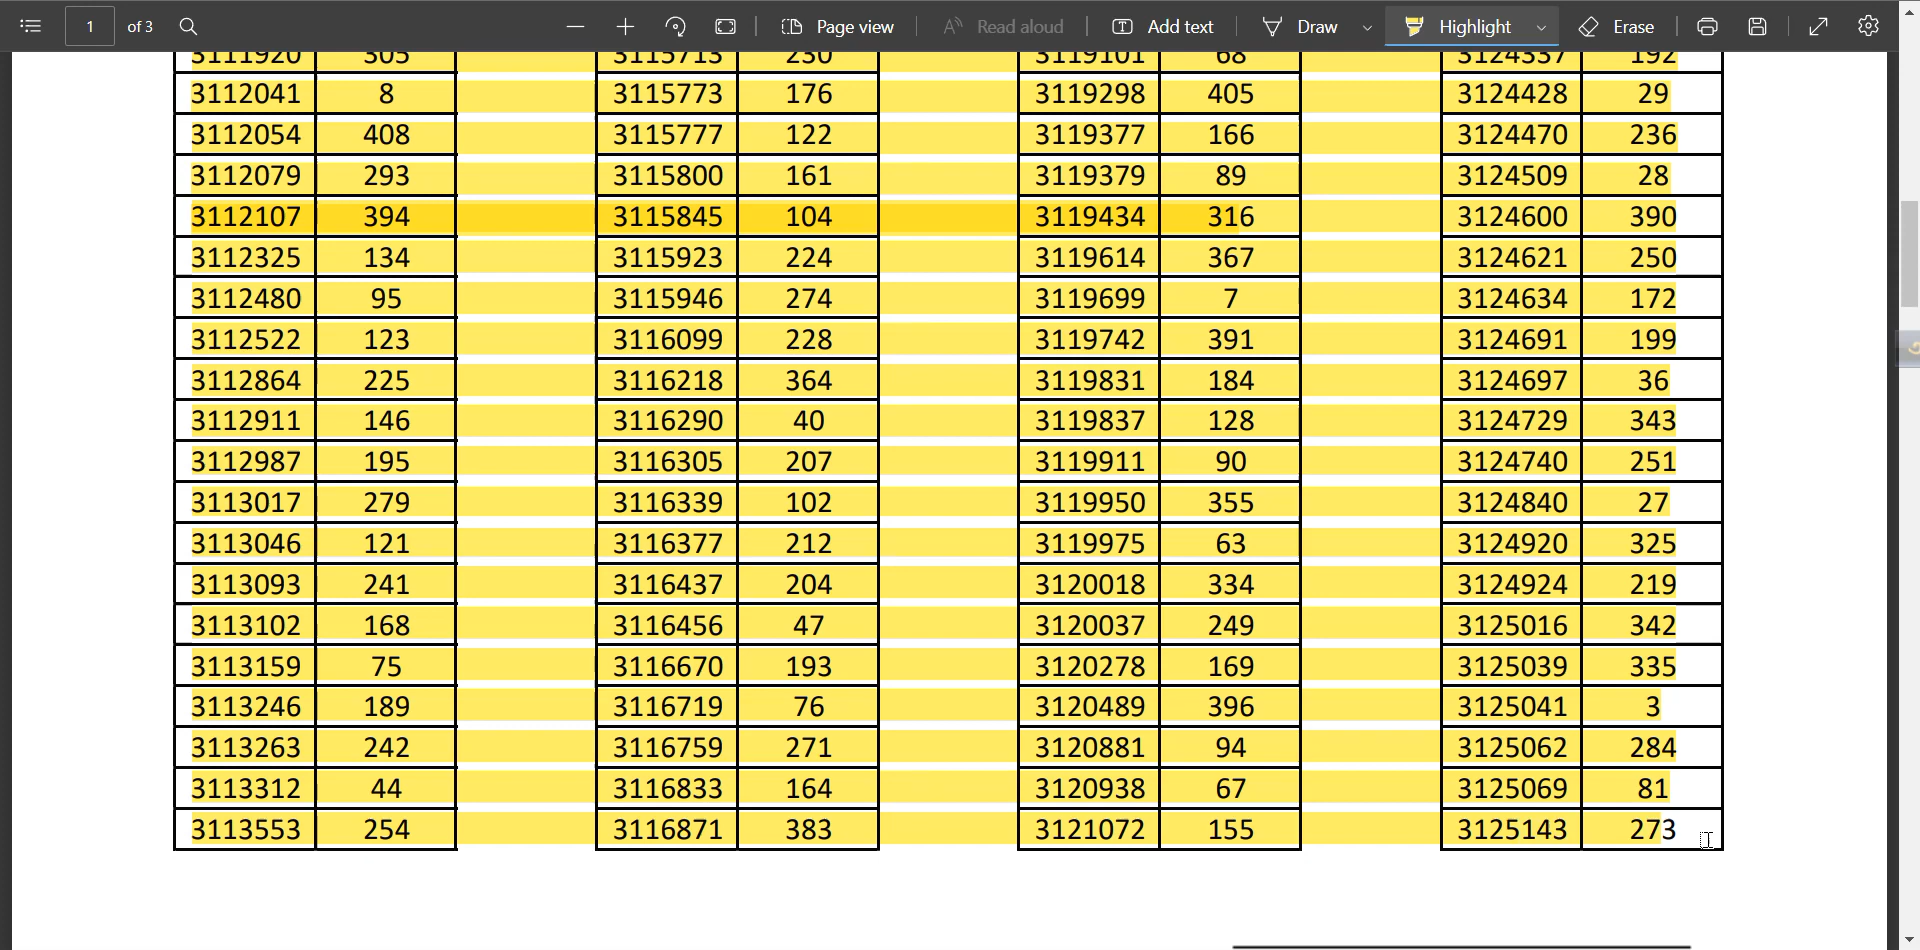 1 of 3 Page view Read aloud Add text Draw Highlight Erase
3111920 305 3115713 230 3119101 68 3124337 192
3112041 8 3115773 176 3119298 405 3124428 29
3112054 408 3115777 122 3119377 166 3124470 236
3112079 293 3115800 161 3119379 89 3124509 28
3112107 394 3115845 104 3119434 316 3124600 390
3112325 134 3115923 224 3119614 367 3124621 250
3112480 95 3115946 274 3119699 7 3124634 172
3112522 123 3116099 228 3119742 391 3124691 199
3112864 225 3116218 364 3119831 184 3124697 36
3112911 146 3116290 40 3119837 128 3124729 343
3112987 195 3116305 207 3119911 90 3124740 251
3113017 279 3116339 102 3119950 355 3124840 27
3113046 121 3116377 212 3119975 63 3124920 325
3113093 241 3116437 204 3120018 334 3124924 219
3113102 168 3116456 47 3120037 249 3125016 342
3113159 75 3116670 193 3120278 169 3125039 335
3113246 189 3116719 76 3120489 396 3125041 3
3113263 242 3116759 271 3120881 94 3125062 284
3113312 44 3116833 164 3120938 67 3125069 81
3113553 254 3116871 383 3121072 155 3125143 273